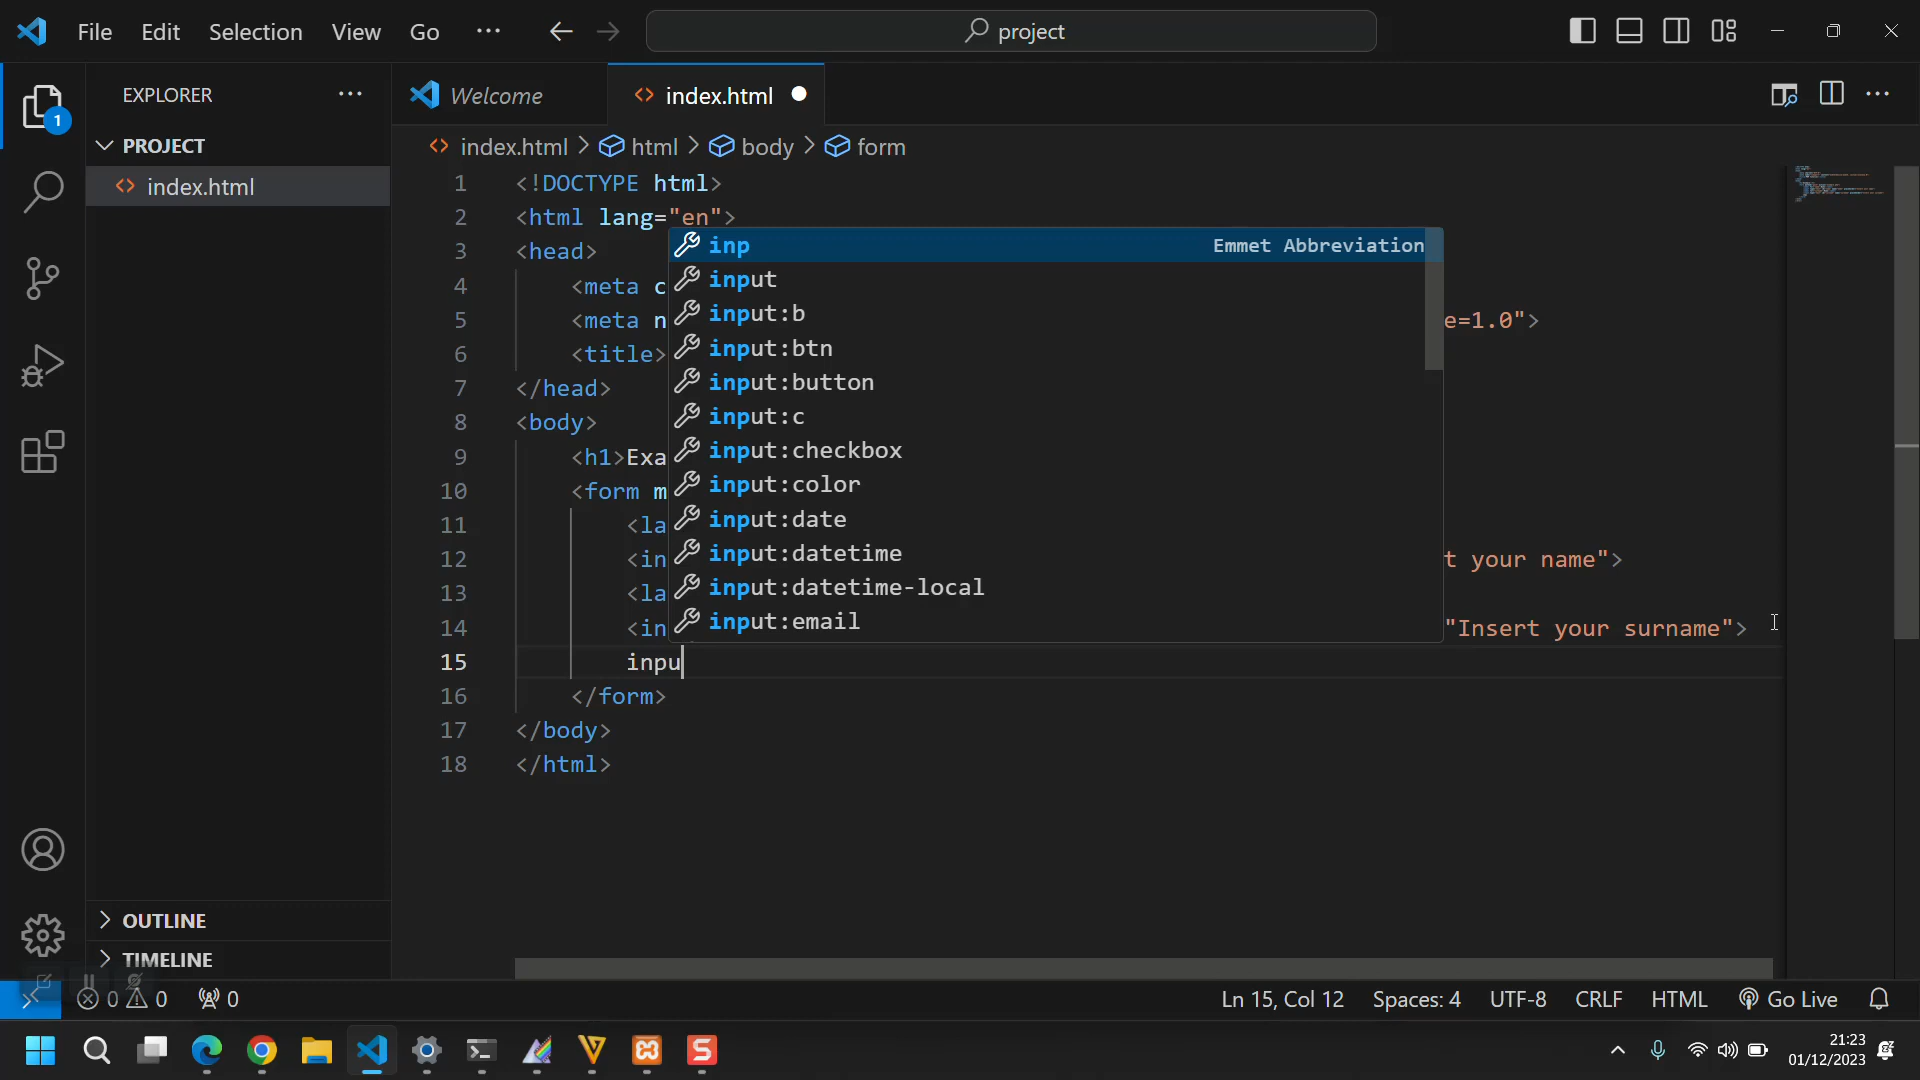 File Edit Selection View Go ··· project
EXPLORER ···
Welcome
index.html
1
PROJECT
index.html
index.html > html > body > form
1 <!DOCTYPE html>
2 <html lang="en">
3 <head>
4 <meta c
5 <meta n e=1.0">
6 <title>
7 </head>
8 <body>
9 <h1>Exa
10 <form m
11 <la
12 <in t your name">
13 <la
14 <in "Insert your surname">
15 inpu
16 </form>
17 </body>
18 </html>
inp Emmet Abbreviation
input
input:b
input:btn
input:button
input:c
input:checkbox
input:color
input:date
input:datetime
input:datetime-local
input:email
OUTLINE
TIMELINE
0 0 0 Ln 15, Col 12 Spaces: 4 UTF-8 CRLF HTML Go Live
21:23
01/12/2023